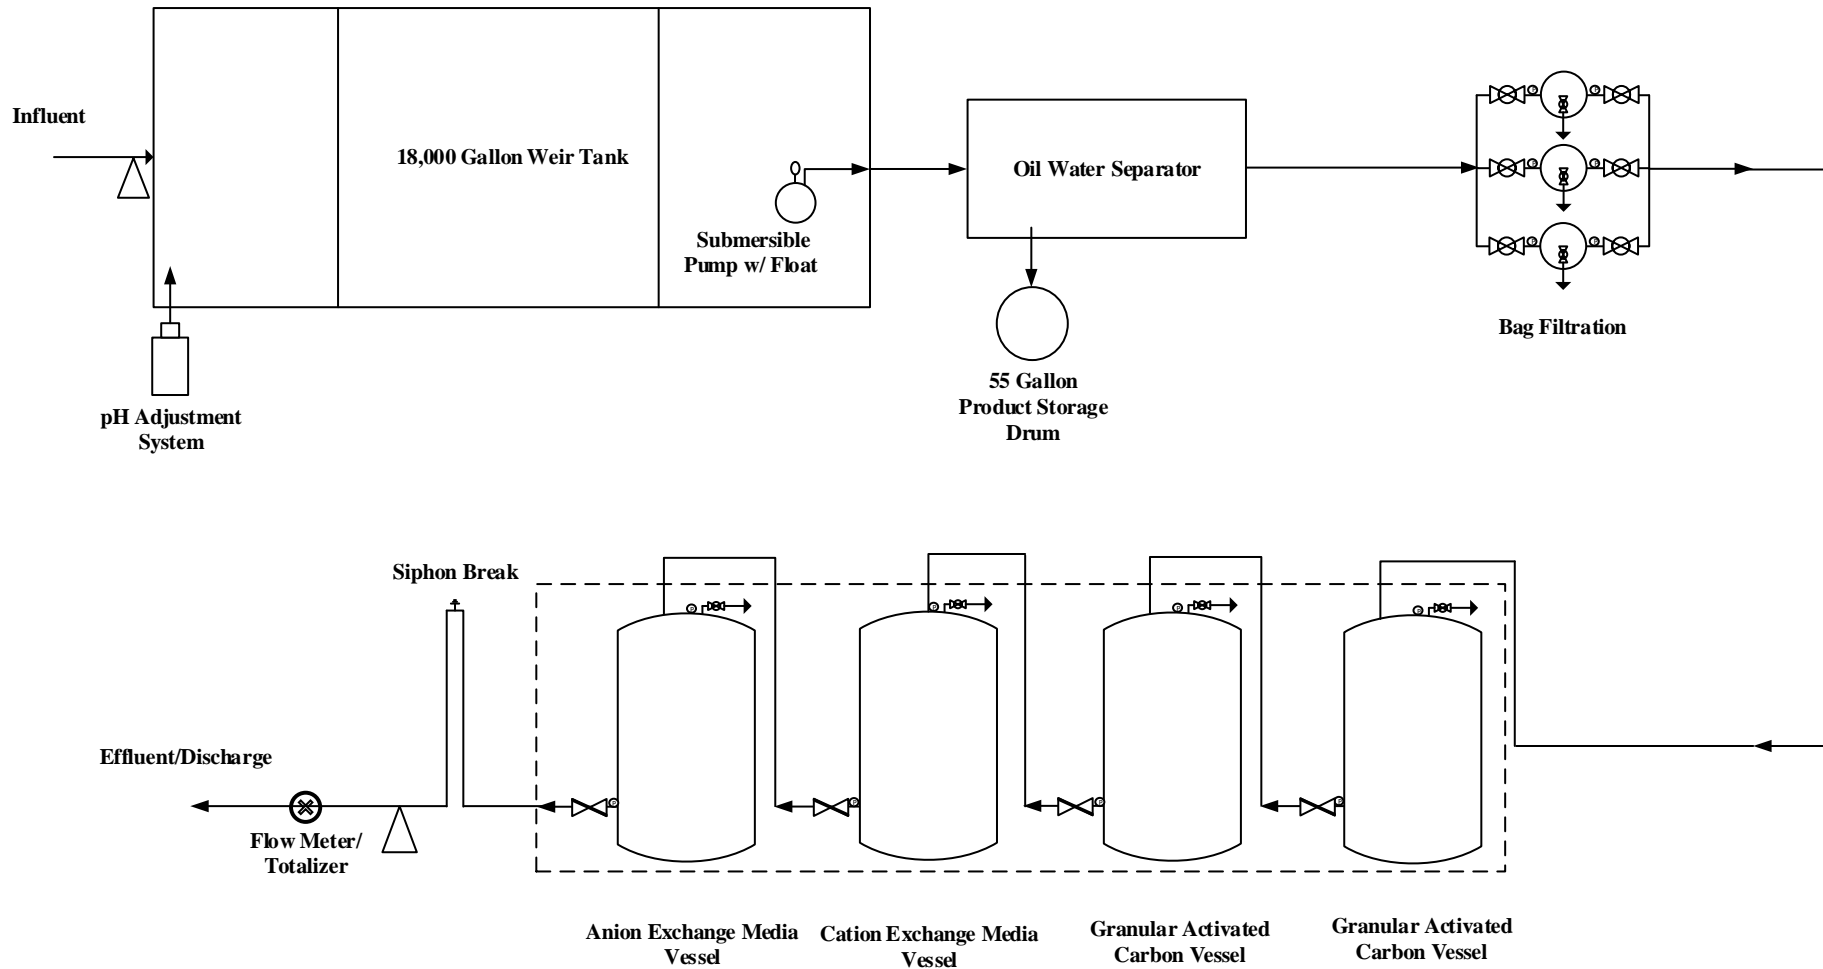 Influent
18,000 Gallon Weir Tank
Submersible
Pump w/ Float
pH Adjustment
System
Oil Water Separator
55 Gallon
Product Storage
Drum
P
P
P
P
P
P
Bag Filtration
Siphon Break
P
P
P
P
P
P
P
P
Effluent/Discharge
Flow Meter/
Totalizer
Anion Exchange Media
Vessel
Cation Exchange Media
Vessel
Granular Activated
Carbon Vessel
Granular Activated
Carbon Vessel